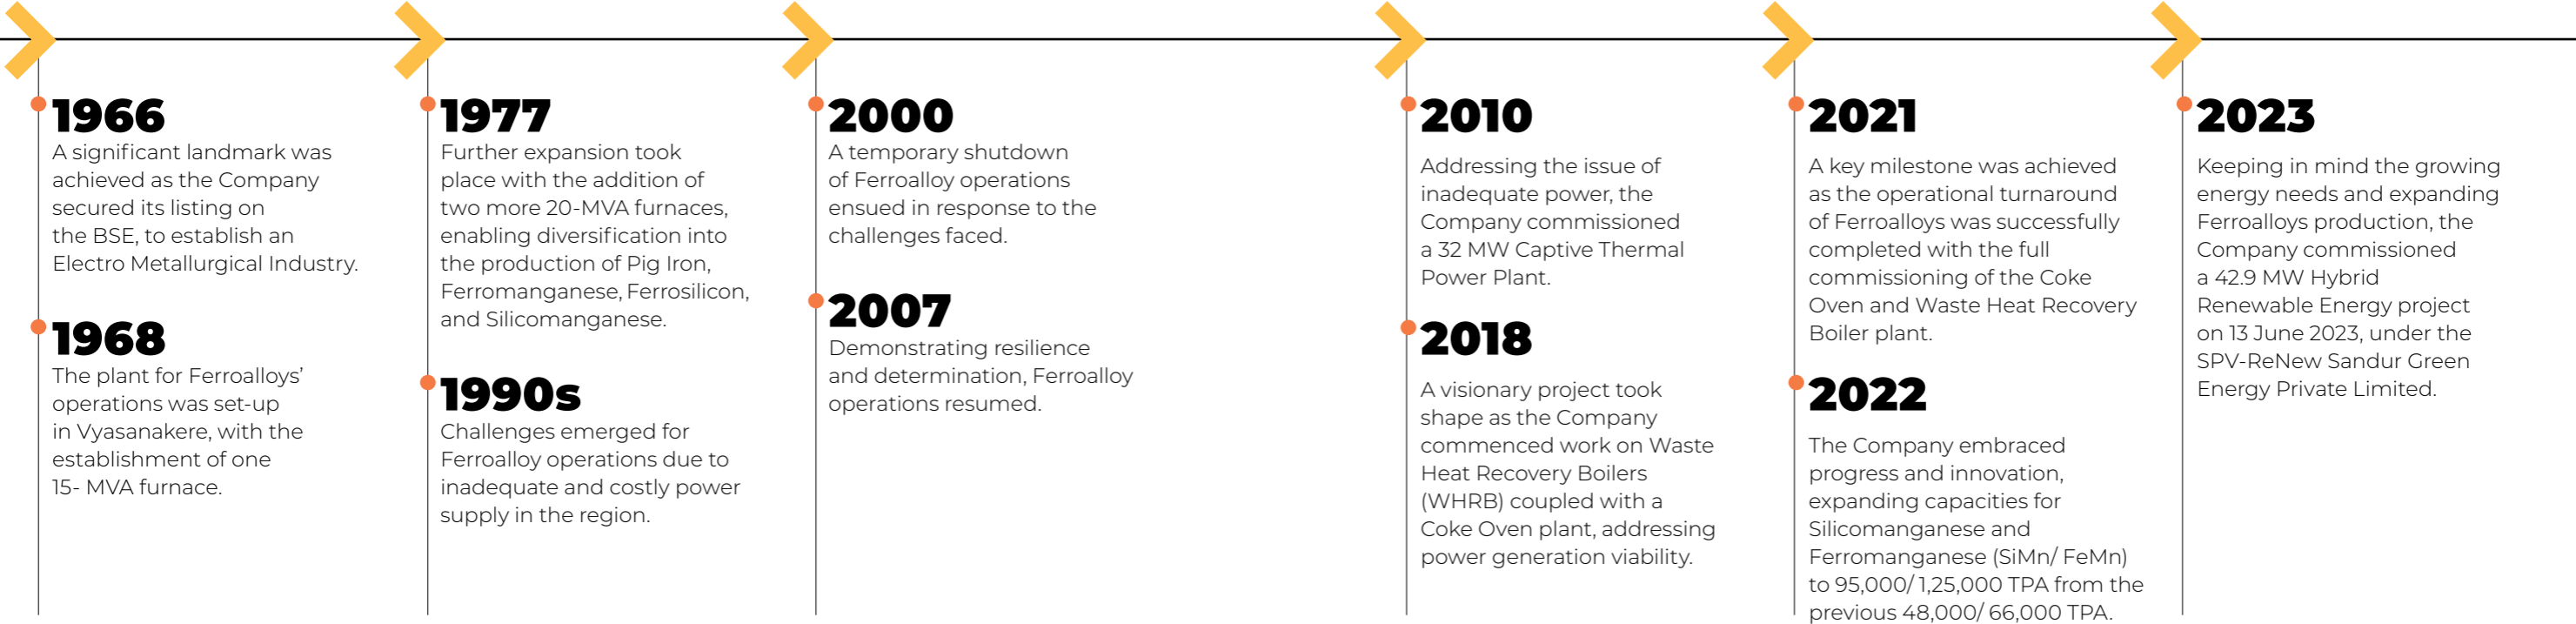 1966
A significant landmark was
achieved as the Company
secured its listing on
the BSE, to establish an
Electro Metallurgical Industry.
1968
The plant for Ferroalloys’
operations was set-up
in Vyasanakere, with the
establishment of one
15- MVA furnace.
1977
Further expansion took
place with the addition of
two more 20-MVA furnaces,
enabling diversification into
the production of Pig Iron,
Ferromanganese, Ferrosilicon,
and Silicomanganese.
1990s
Challenges emerged for
Ferroalloy operations due to
inadequate and costly power
supply in the region.
2000
A temporary shutdown
of Ferroalloy operations
ensued in response to the
challenges faced.
2007
Demonstrating resilience
and determination, Ferroalloy
operations resumed.
2010
Addressing the issue of
inadequate power, the
Company commissioned
a 32 MW Captive Thermal
Power Plant.
2018
A visionary project took
shape as the Company
commenced work on Waste
Heat Recovery Boilers
(WHRB) coupled with a
Coke Oven plant, addressing
power generation viability.
2021
A key milestone was achieved
as the operational turnaround
of Ferroalloys was successfully
completed with the full
commissioning of the Coke
Oven and Waste Heat Recovery
Boiler plant.
2022
The Company embraced
progress and innovation,
expanding capacities for
Silicomanganese and
Ferromanganese (SiMn/ FeMn)
to 95,000/ 1,25,000 TPA from the
previous 48,000/ 66,000 TPA.
2023
Keeping in mind the growing
energy needs and expanding
Ferroalloys production, the
Company commissioned
a 42.9 MW Hybrid
Renewable Energy project
on 13 June 2023, under the
SPV-ReNew Sandur Green
Energy Private Limited.